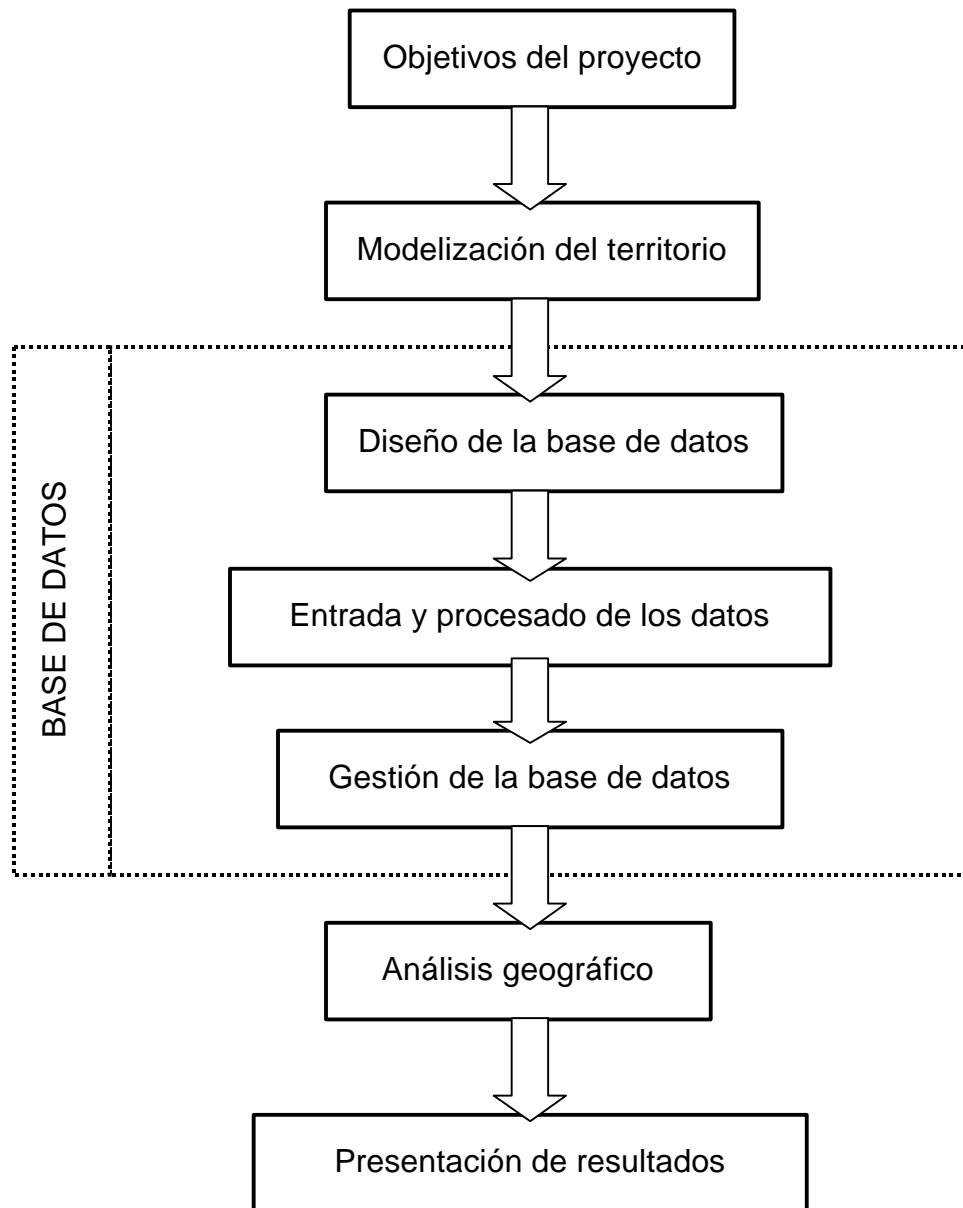 Objetivos del proyecto
Modelización del territorio
BASE DE DATOS
Diseño de la base de datos
Entrada y procesado de los datos
Gestión de la base de datos
Análisis geográfico
Presentación de resultados